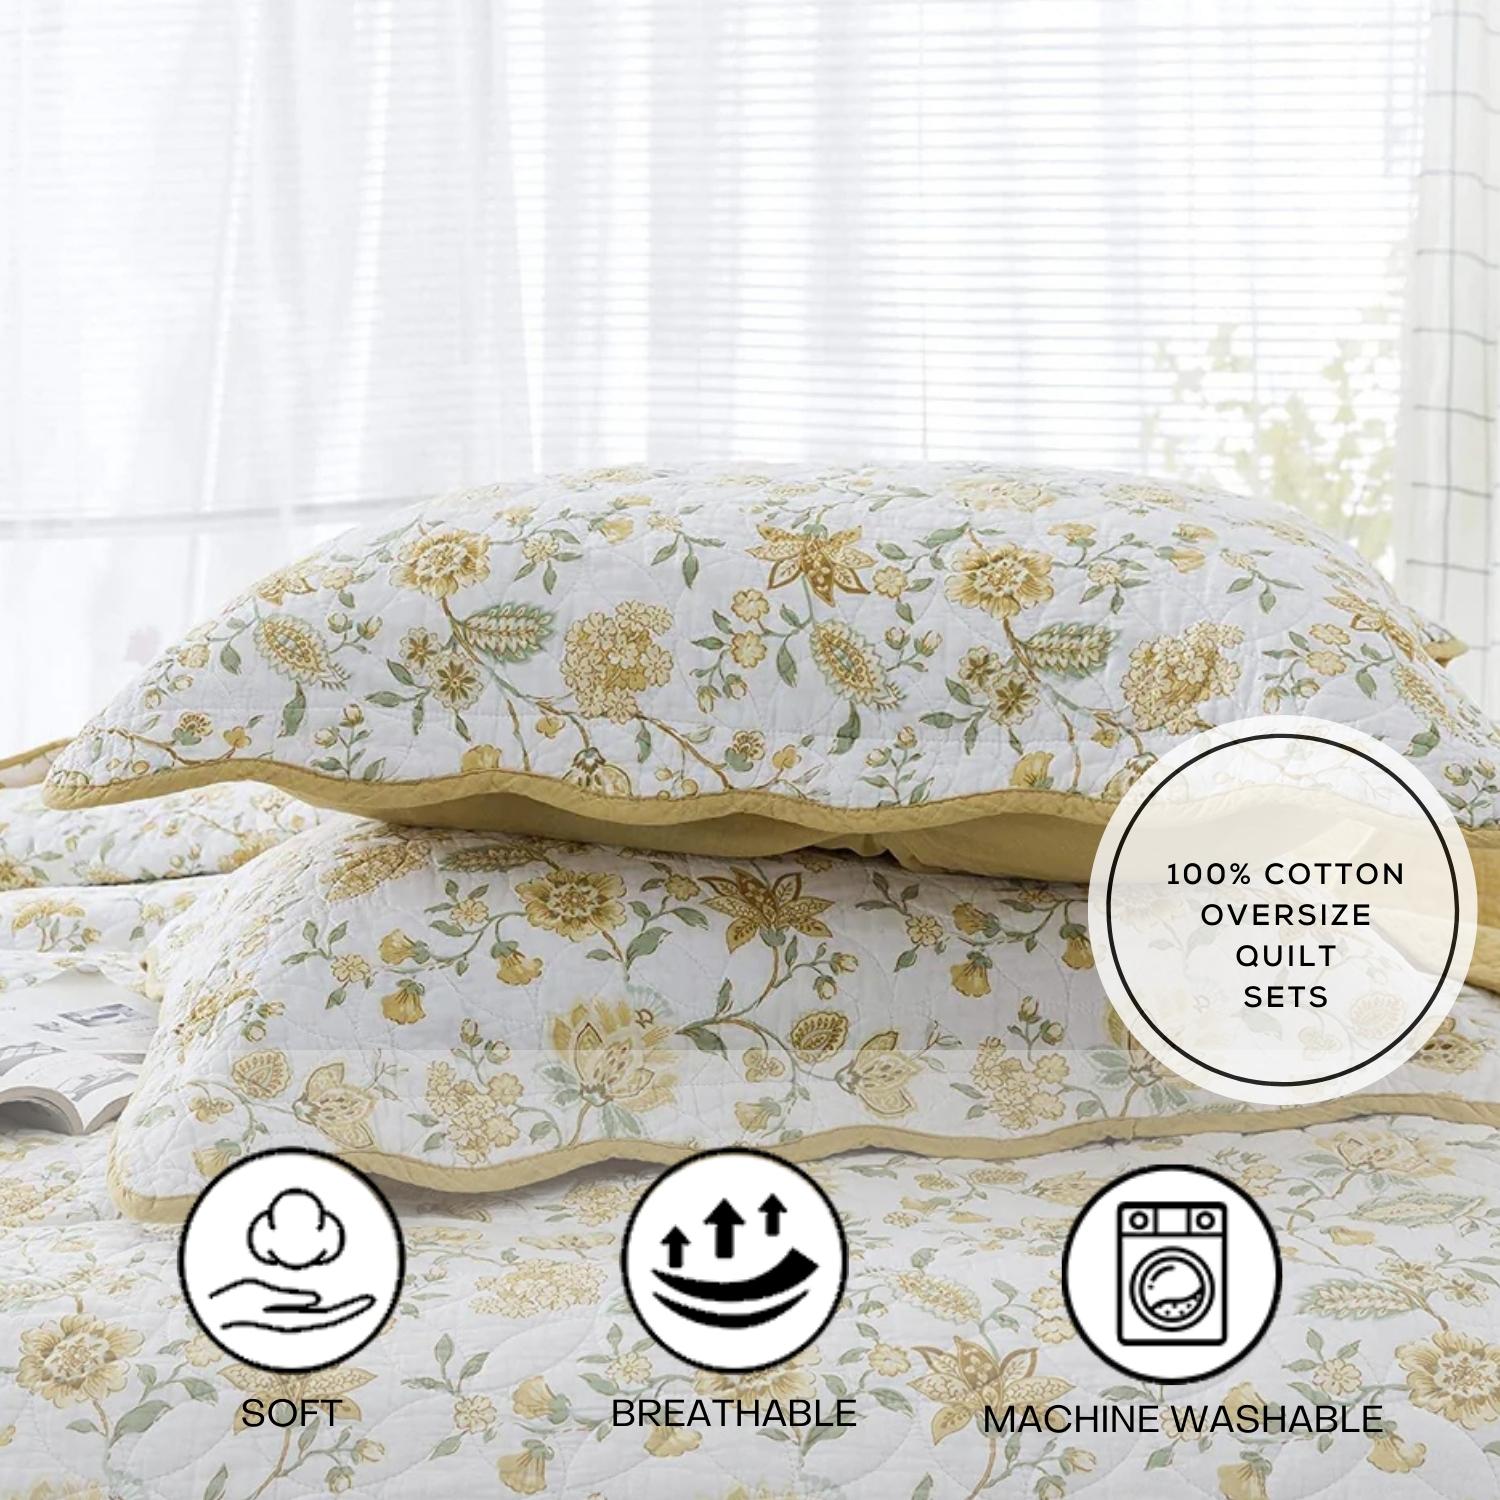 100% COTTON
OVERSIZE
QUILT
SETS
SOFT
BREATHABLE
MACHINE WASHABLE